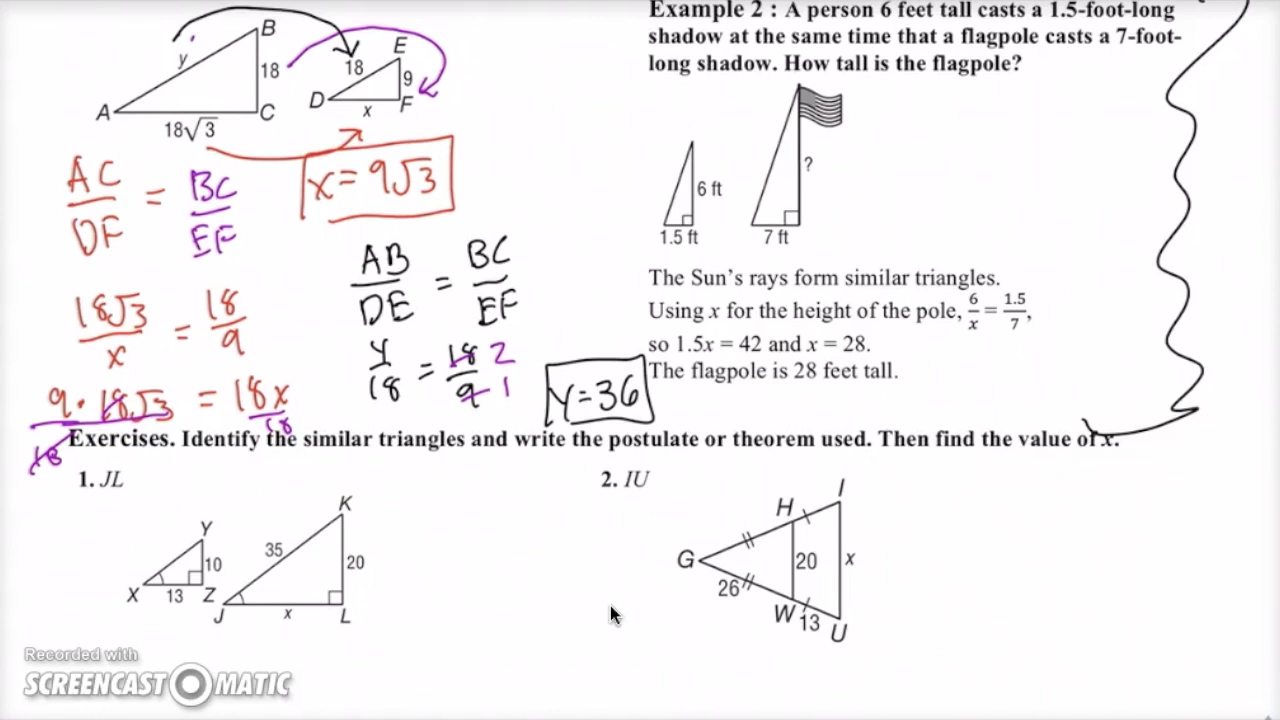 B
y
18
A
C
18√3
E
18
9
D
F
x
AC/DF = BC/EF
x = 9√3
18√3/x = 18/9
9 · 18√3 = 18x
18
18
AB/DE = BC/EF
y/18 = 18/9 2 1
y = 36
Example 2 : A person 6 feet tall casts a 1.5-foot-long
shadow at the same time that a flagpole casts a 7-foot-
long shadow. How tall is the flagpole?
6 ft
1.5 ft
?
7 ft
The Sun's rays form similar triangles.
Using x for the height of the pole, 6/x = 1.5/7,
so 1.5x = 42 and x = 28.
The flagpole is 28 feet tall.
Exercises. Identify the similar triangles and write the postulate or theorem used. Then find the value of x.
1. JL
Y
10
X
13
Z
K
35
20
J
x
L
2. IU
I
H
G
20
x
26
W
13
U
Recorded with
SCREENCAST O MATIC